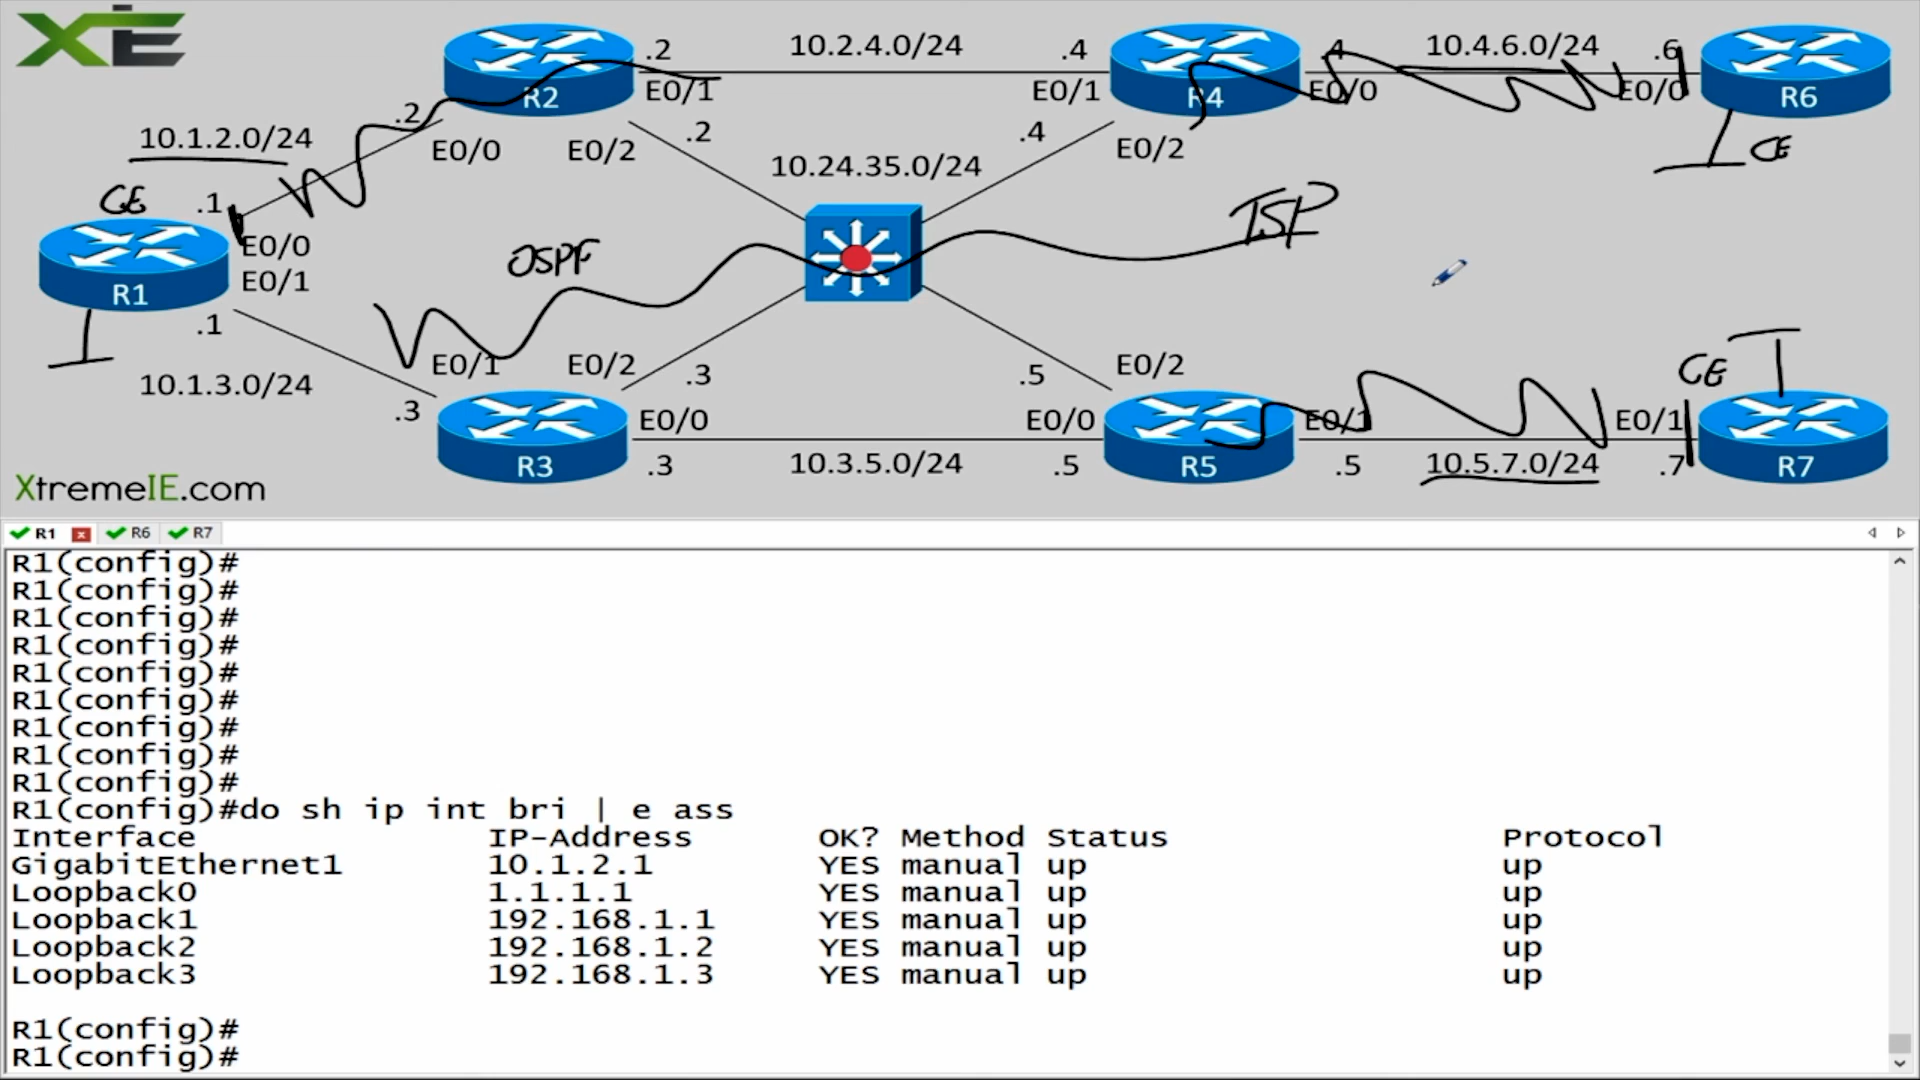 XIE
.2 10.2.4.0/24 .4 .4 10.4.6.0/24 .6
R2 E0/1 E0/1 R4 E0/0 E0/0 R6
10.1.2.0/24 .2 E0/0 E0/2 .2 .4 E0/2 CE
10.24.35.0/24
CE .1
E0/0
OSPF ISP
R1 E0/1
.1
10.1.3.0/24 E0/1 E0/2 .3 .5 E0/2 CE
.3 E0/0 E0/0 E0/1 E0/1
R3 .3 10.3.5.0/24 .5 R5 .5 10.5.7.0/24 .7 R7
XtremeIE.com
R1 R6 R7
R1(config)#
R1(config)#
R1(config)#
R1(config)#
R1(config)#
R1(config)#
R1(config)#
R1(config)#
R1(config)#
R1(config)#do sh ip int bri | e ass
Interface IP-Address OK? Method Status Protocol
GigabitEthernet1 10.1.2.1 YES manual up up
Loopback0 1.1.1.1 YES manual up up
Loopback1 192.168.1.1 YES manual up up
Loopback2 192.168.1.2 YES manual up up
Loopback3 192.168.1.3 YES manual up up
R1(config)#
R1(config)#